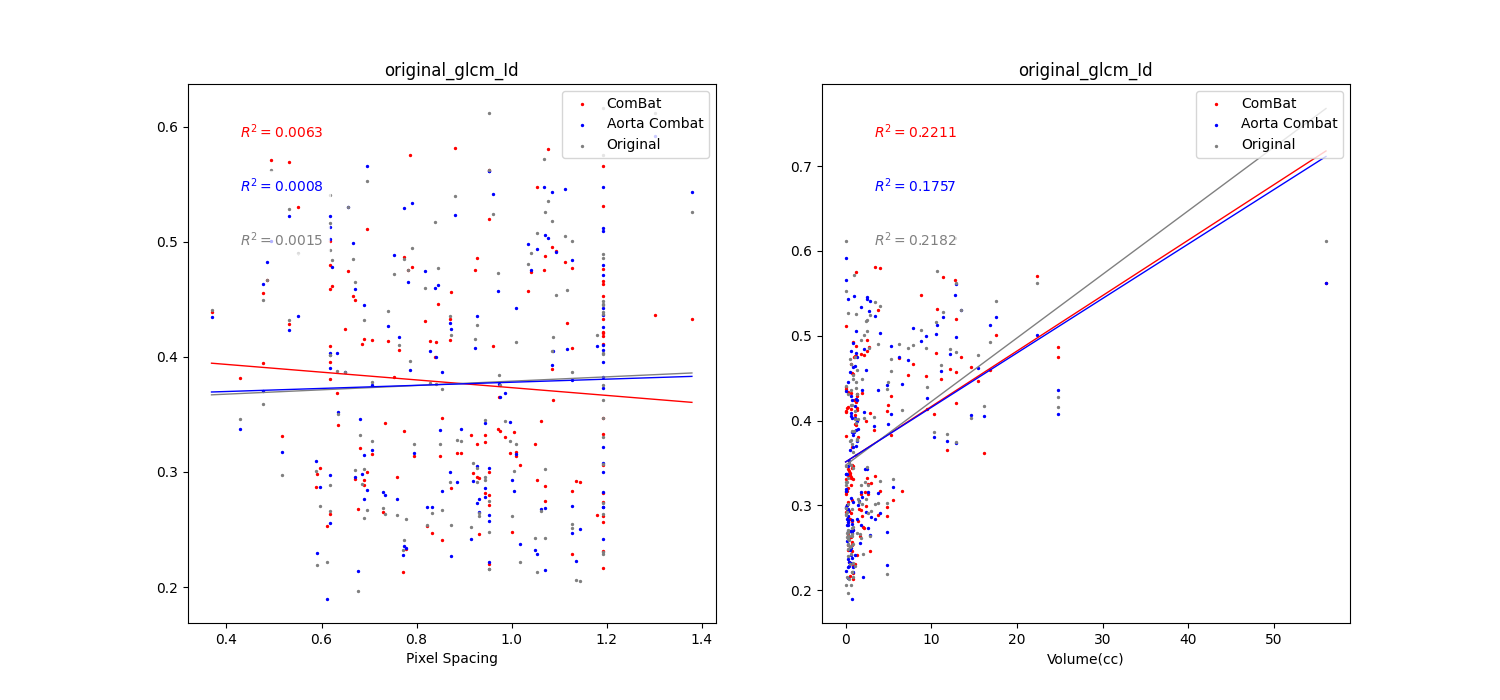 original_glcm_Id
ComBat
Aorta Combat
Original
R² = 0.0063
R² = 0.0008
R² = 0.0015
0.6
0.5
0.4
0.3
0.2
0.4 0.6 0.8 1.0 1.2 1.4
Pixel Spacing
original_glcm_Id
ComBat
Aorta Combat
Original
R² = 0.2211
R² = 0.1757
R² = 0.2182
0.7
0.6
0.5
0.4
0.3
0.2
0 10 20 30 40 50
Volume(cc)